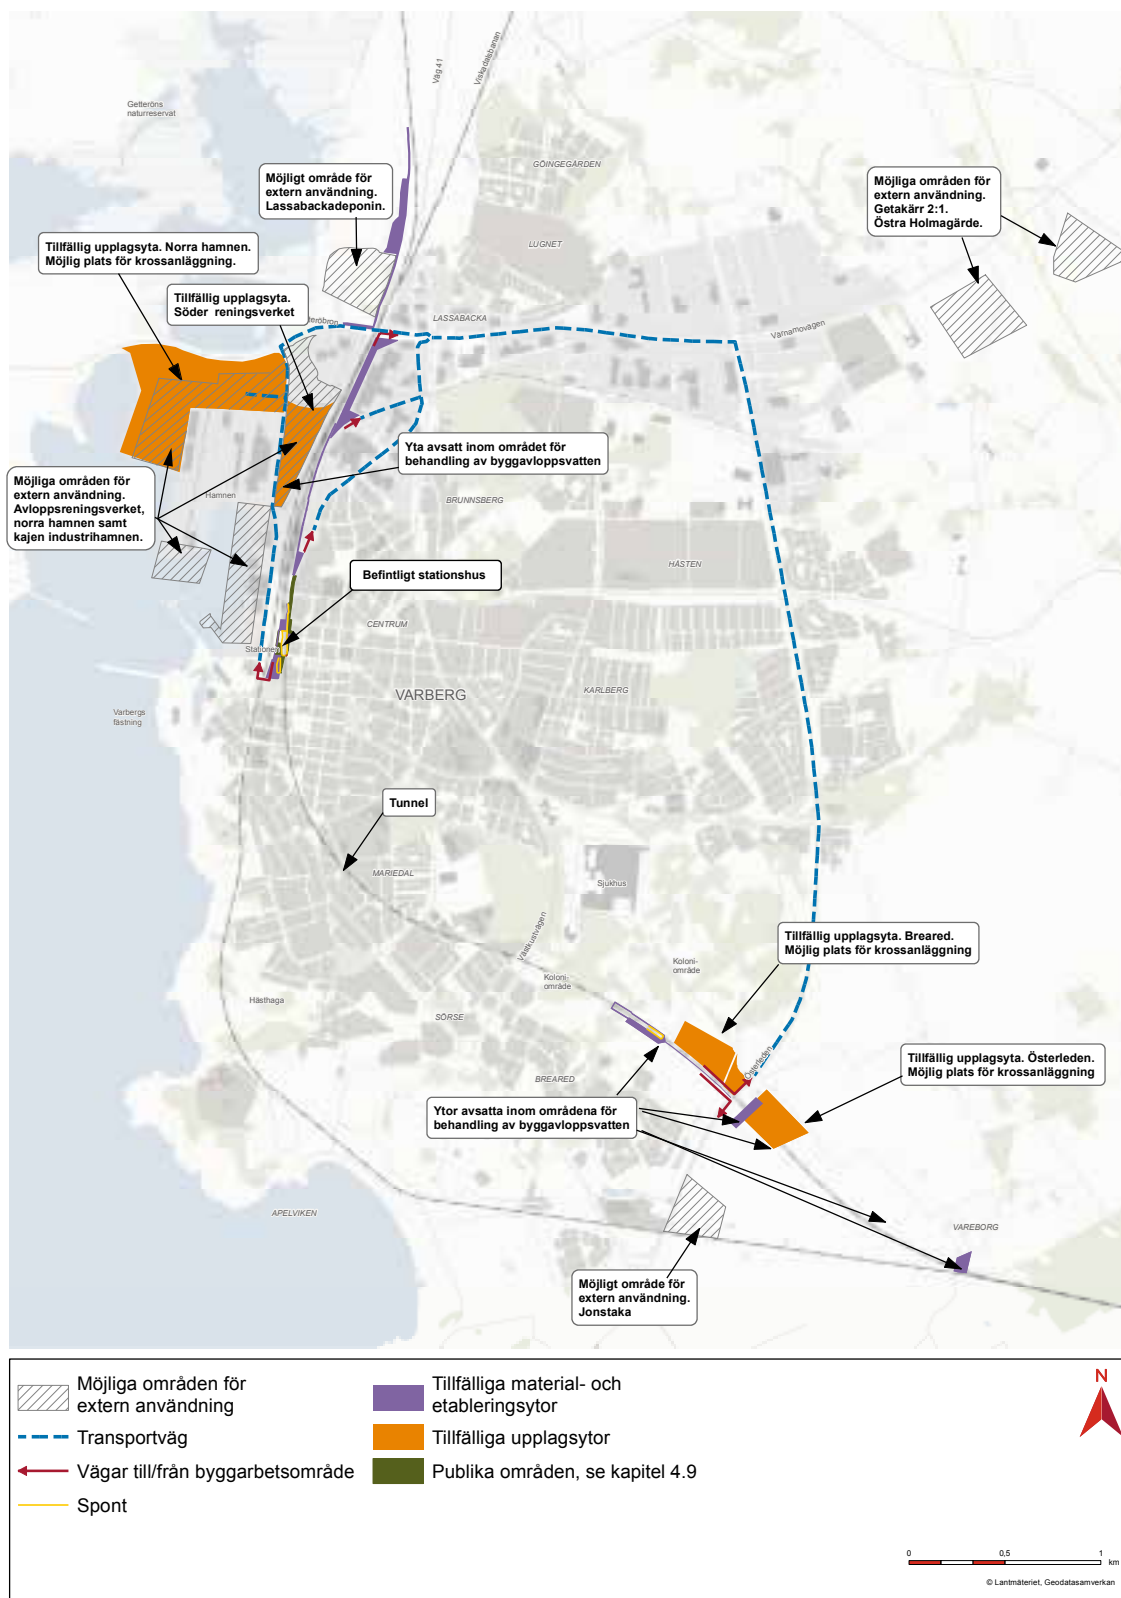 Väg 41
Viskadalsbanan
Getteröns
naturreservat
GÖINGEGÅRDEN
Möjligt område för
extern användning.
Lassabackadeponin.
Möjliga områden för
extern användning.
Getakärr 2:1.
Östra Holmagärde.
LUGNET
Tillfällig upplagsyta. Norra hamnen.
Möjlig plats för krossanläggning.
Tillfällig upplagsyta.
Söder reningsverket
teröbron
LASSABACKA
Värnamovägen
Yta avsatt inom området för
behandling av byggavloppsvatten
Möjliga områden för
extern användning.
Avloppsreningsverket,
norra hamnen samt
kajen industrihamnen.
Hamnen
BRUNNSBERG
HÅSTEN
Befintligt stationshus
CENTRUM
Stationen
KARLBERG
VARBERG
Varbergs
fästning
Tunnel
MARIEDAL
Sjukhus
Västkustvägen
Tillfällig upplagsyta. Breared.
Möjlig plats för krossanläggning
Koloni-
område
Koloni-
område
Hästhaga
SÖRSE
Österleden
Tillfällig upplagsyta. Österleden.
Möjlig plats för krossanläggning
BREARED
Ytor avsatta inom områdena för
behandling av byggavloppsvatten
APELVIKEN
VAREBORG
Möjligt område för
extern användning.
Jonstaka
Möjliga områden för
extern användning
Transportväg
Vägar till/från byggarbetsområde
Spont
Tillfälliga material- och
etableringsytor
Tillfälliga upplagsytor
Publika områden, se kapitel 4.9
N
0 0,5 1
km
© Lantmäteriet, Geodatasamverkan